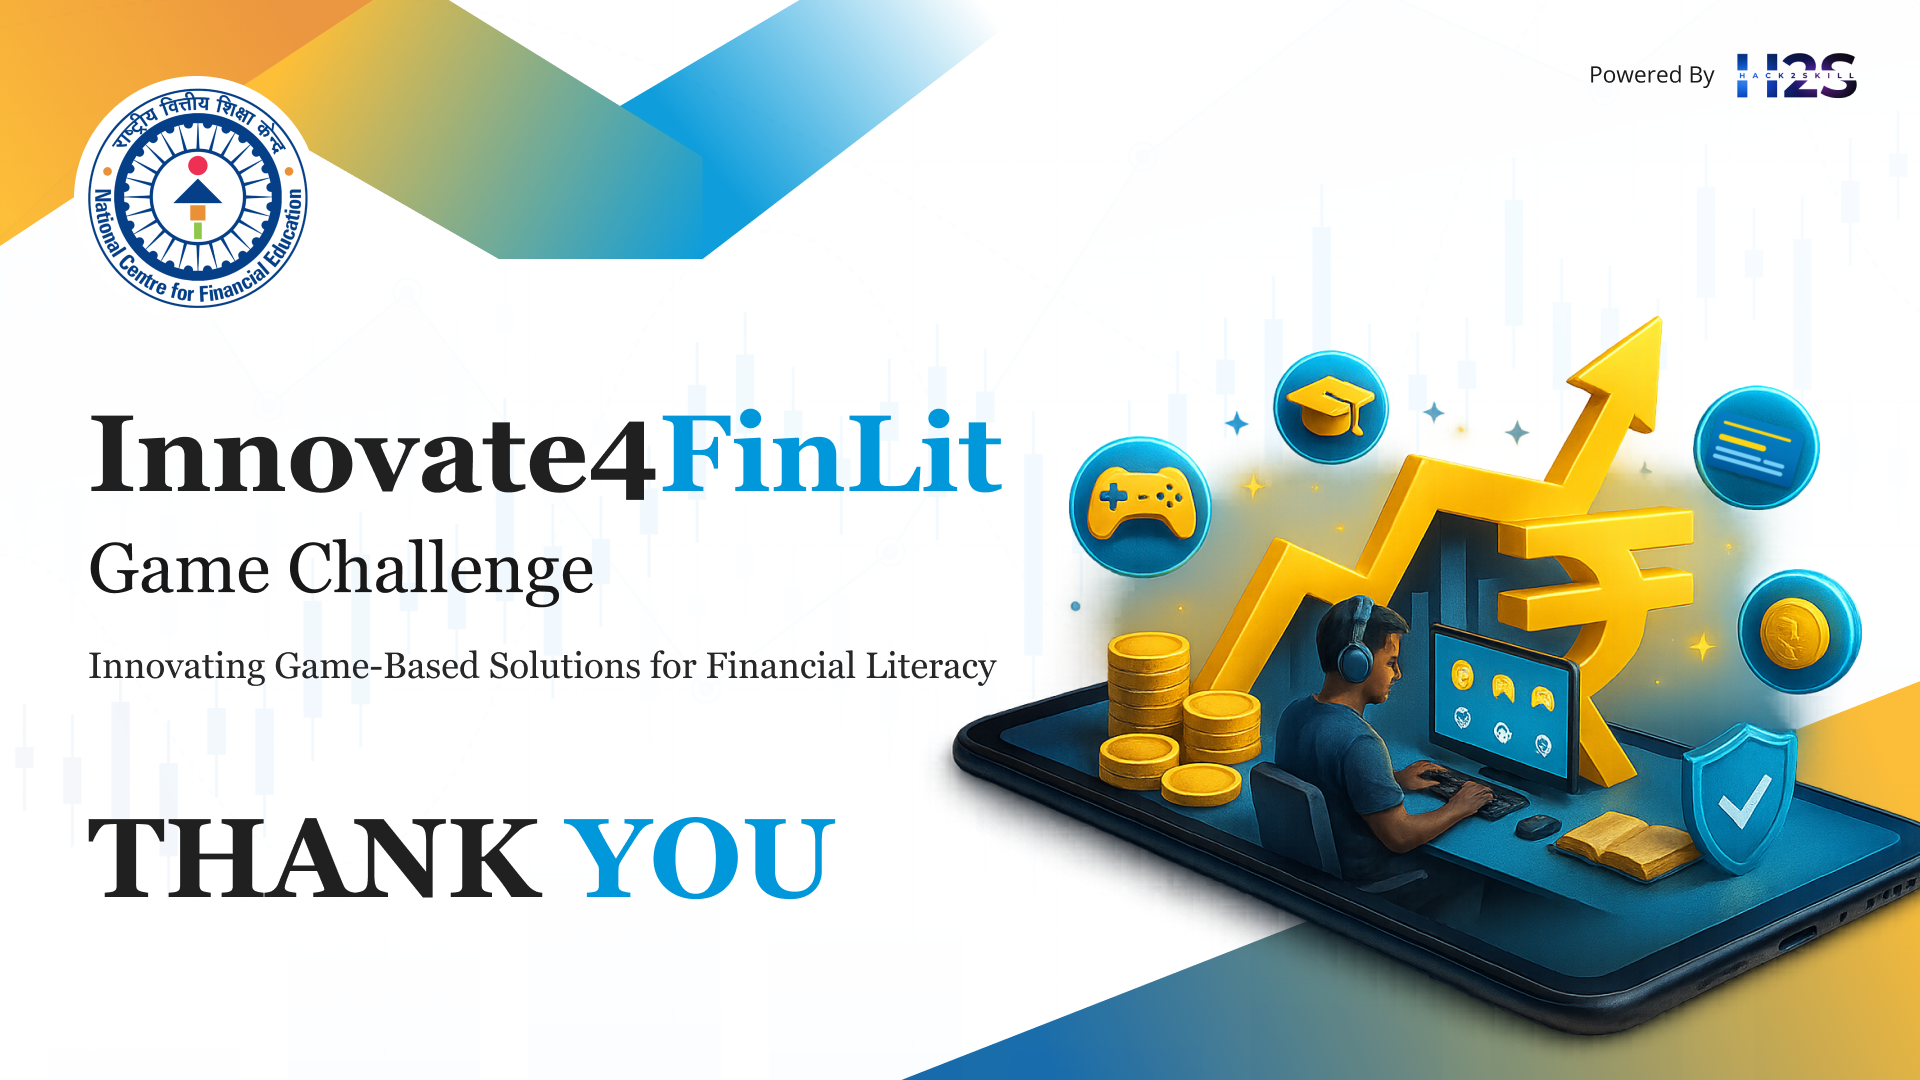 राष्ट्रीय वित्तीय शिक्षा केन्द्र
National Centre for Financial Education
Powered By
H2S
HACK2SKILL
Innovate4FinLit
Game Challenge
Innovating Game-Based Solutions for Financial Literacy
THANK YOU